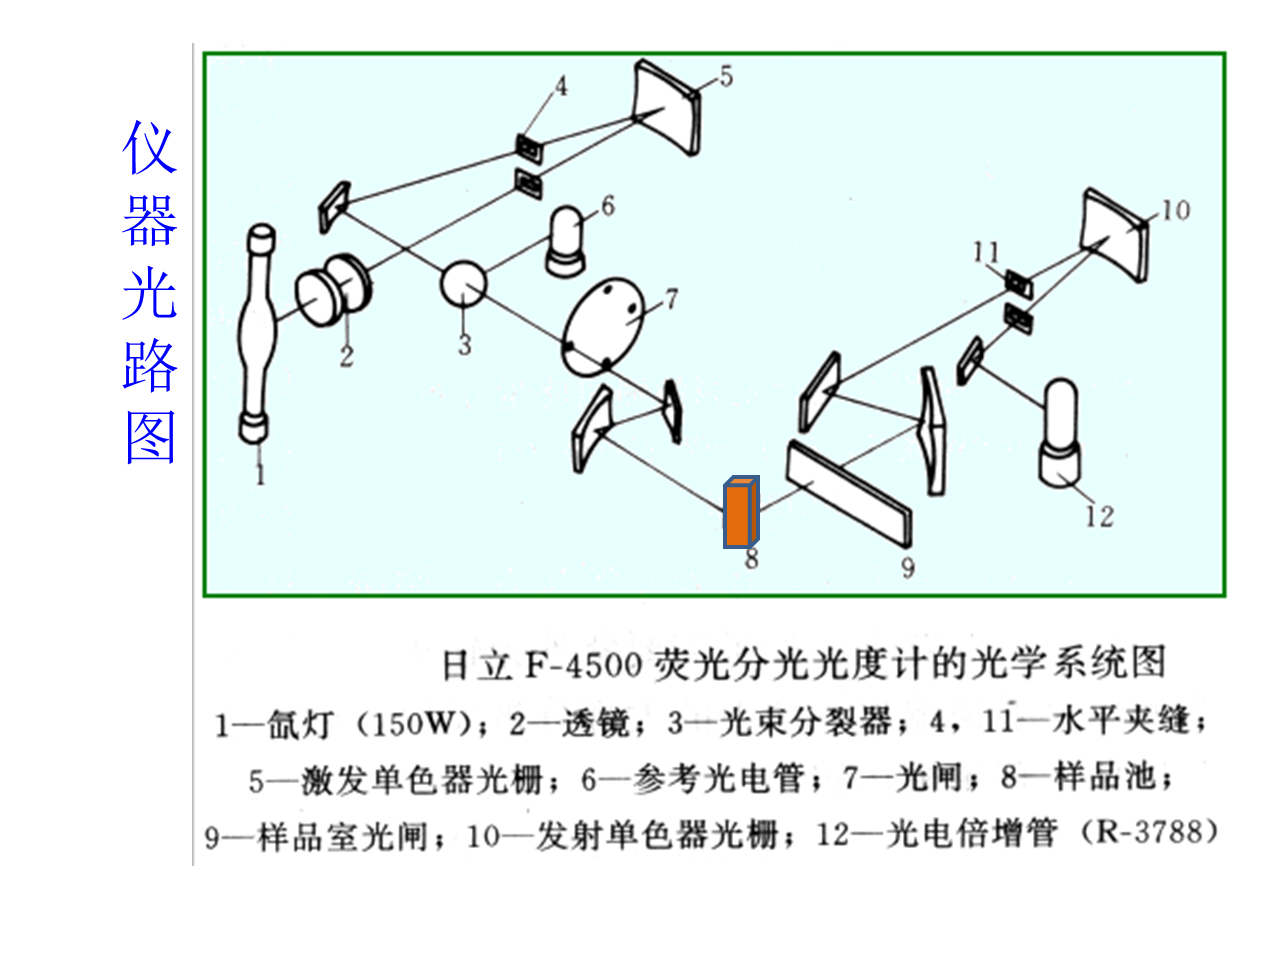 仪器光路图
4
5
6
10
11
7
3
2
1
12
8
9
日立 F-4500 荧光分光光度计的光学系统图
1—氙灯（150W）；2—透镜；3—光束分裂器；4，11—水平夹缝；
5—激发单色器光栅；6—参考光电管；7—光闸；8—样品池；
9—样品室光闸；10—发射单色器光栅；12—光电倍增管（R-3788）